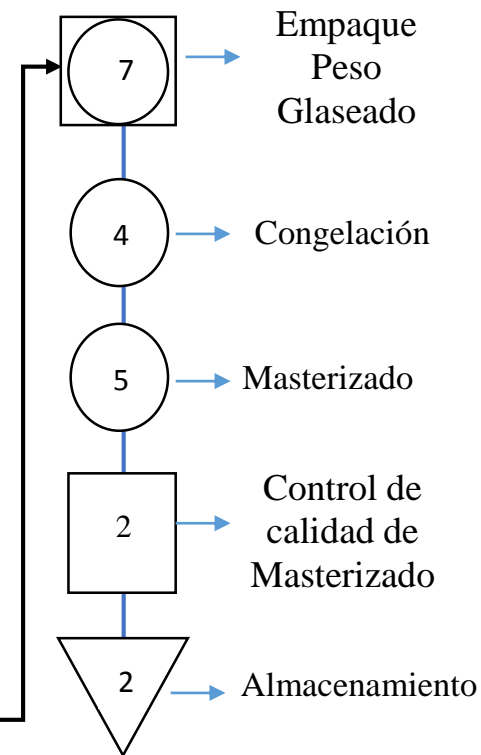 7
Empaque
Peso
Glaseado
4
Congelación
5
Masterizado
2
Control de
calidad de
Masterizado
2
Almacenamiento